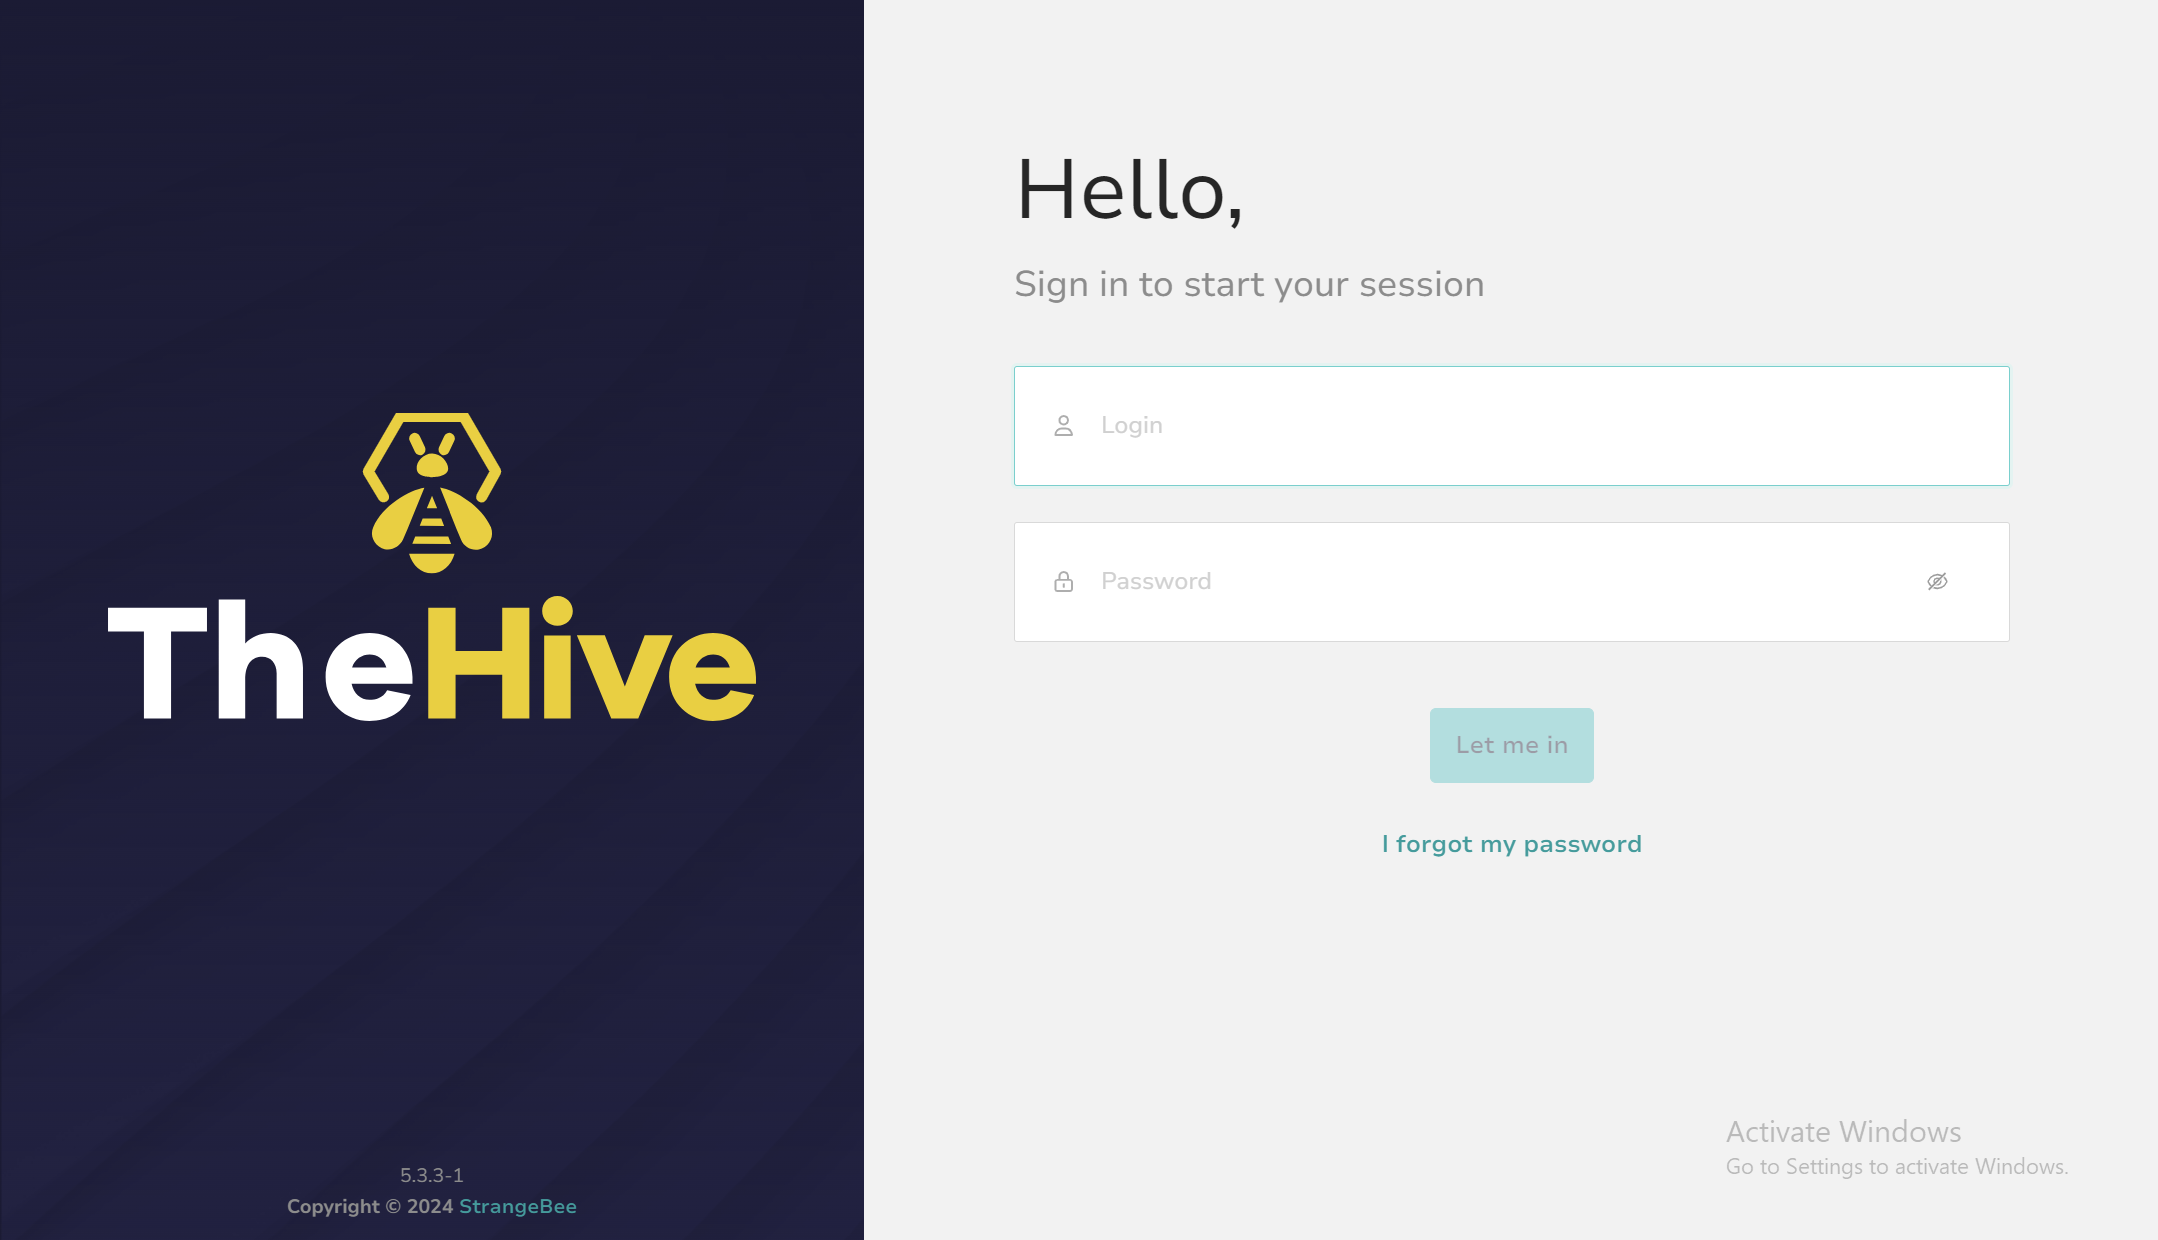 TheHive
5.3.3-1
Copyright © 2024 StrangeBee
Hello,
Sign in to start your session
Login
Password
Let me in
I forgot my password
Activate Windows
Go to Settings to activate Windows.